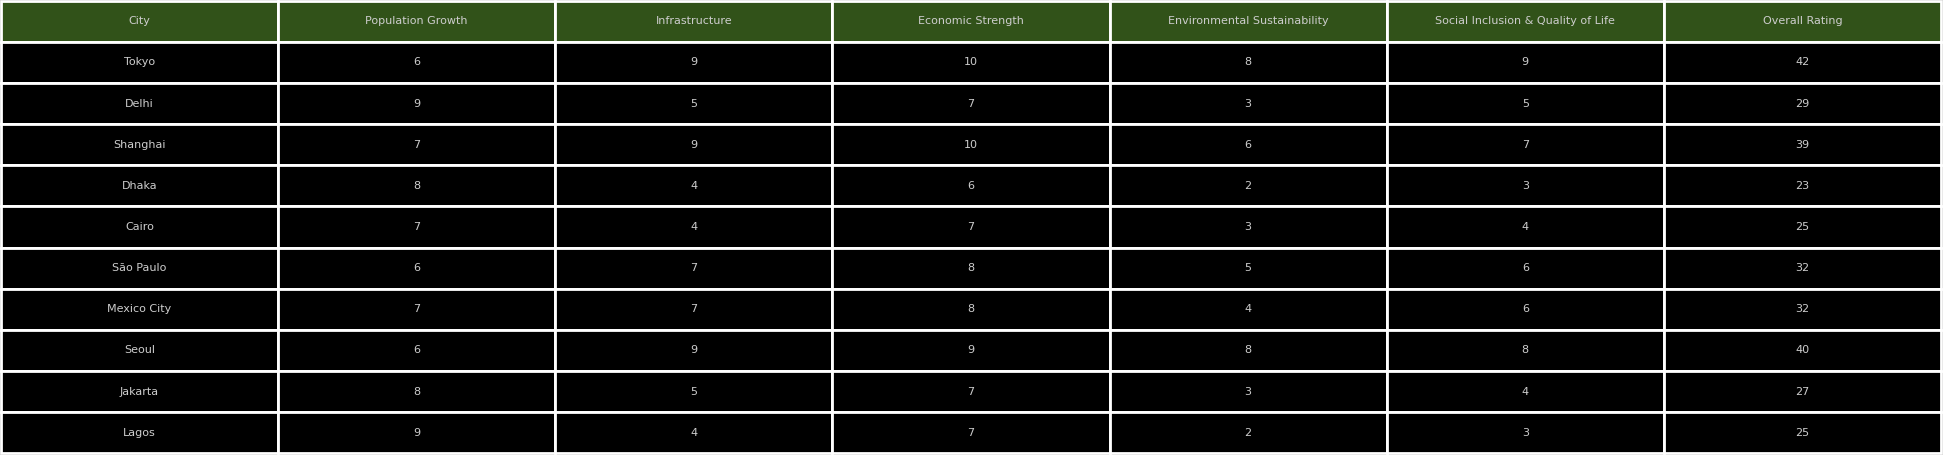 City Population Growth Infrastructure Economic Strength Environmental Sustainability Social Inclusion & Quality of Life Overall Rating
Tokyo 6 9 10 8 9 42
Delhi 9 5 7 3 5 29
Shanghai 7 9 10 6 7 39
Dhaka 8 4 6 2 3 23
Cairo 7 4 7 3 4 25
São Paulo 6 7 8 5 6 32
Mexico City 7 7 8 4 6 32
Seoul 6 9 9 8 8 40
Jakarta 8 5 7 3 4 27
Lagos 9 4 7 2 3 25